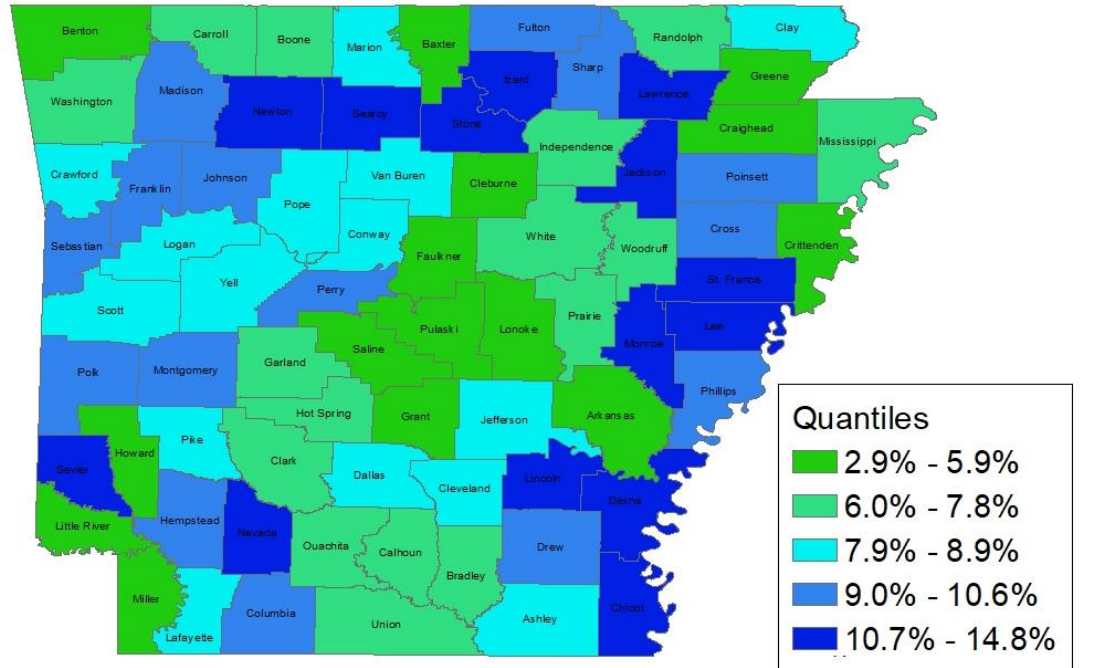 Benton
Carroll
Boone
Marion
Baxter
Fulton
Sharp
Randolph
Clay
Greene
Washington
Madison
Newton
Searcy
Stone
Izard
Lawrence
Craighead
Mississippi
Crawford
Franklin
Johnson
Pope
Van Buren
Cleburne
Independence
Jackson
Poinsett
Sebastian
Logan
Conway
Faulkner
White
Woodruff
Cross
Crittenden
Scott
Yell
Perry
Pulaski
Lonoke
Prairie
St. Francis
Lee
Monroe
Saline
Garland
Polk
Montgomery
Phillips
Hot Spring
Grant
Jefferson
Arkansas
Howard
Pike
Clark
Dallas
Cleveland
Lincoln
Desha
Sevier
Little River
Hempstead
Nevada
Ouachita
Calhoun
Bradley
Drew
Miller
Lafayette
Columbia
Union
Ashley
Chicot
Quantiles
2.9% - 5.9%
6.0% - 7.8%
7.9% - 8.9%
9.0% - 10.6%
10.7% - 14.8%